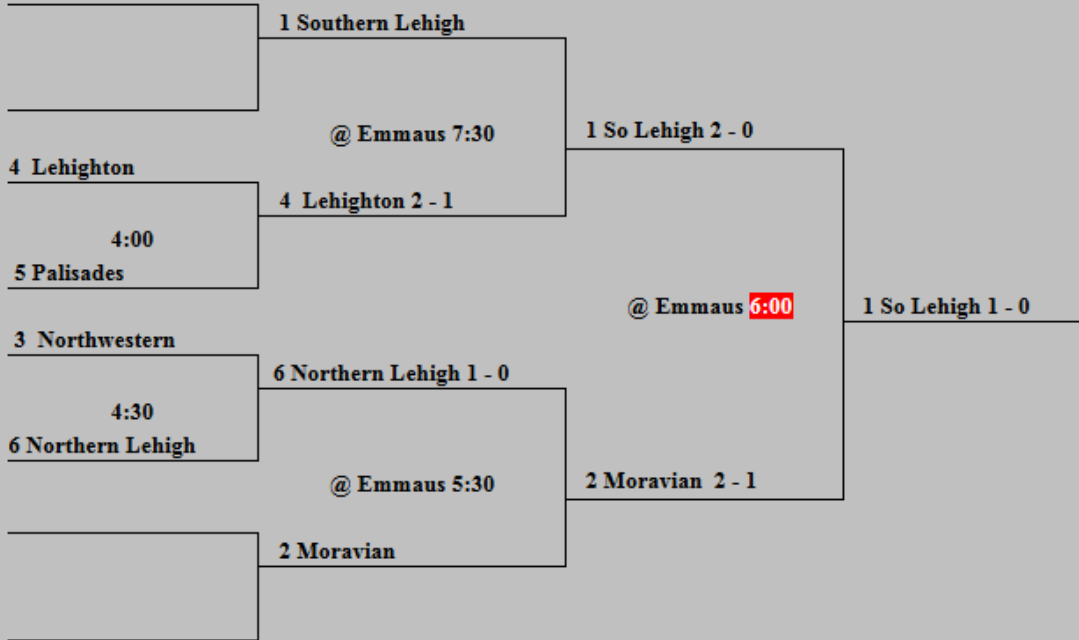 1 Southern Lehigh
@ Emmaus 7:30
1 So Lehigh 2 - 0
4 Lehighton
4 Lehighton 2 - 1
4:00
5 Palisades
@ Emmaus 6:00
1 So Lehigh 1 - 0
3 Northwestern
6 Northern Lehigh 1 - 0
4:30
6 Northern Lehigh
@ Emmaus 5:30
2 Moravian 2 - 1
2 Moravian